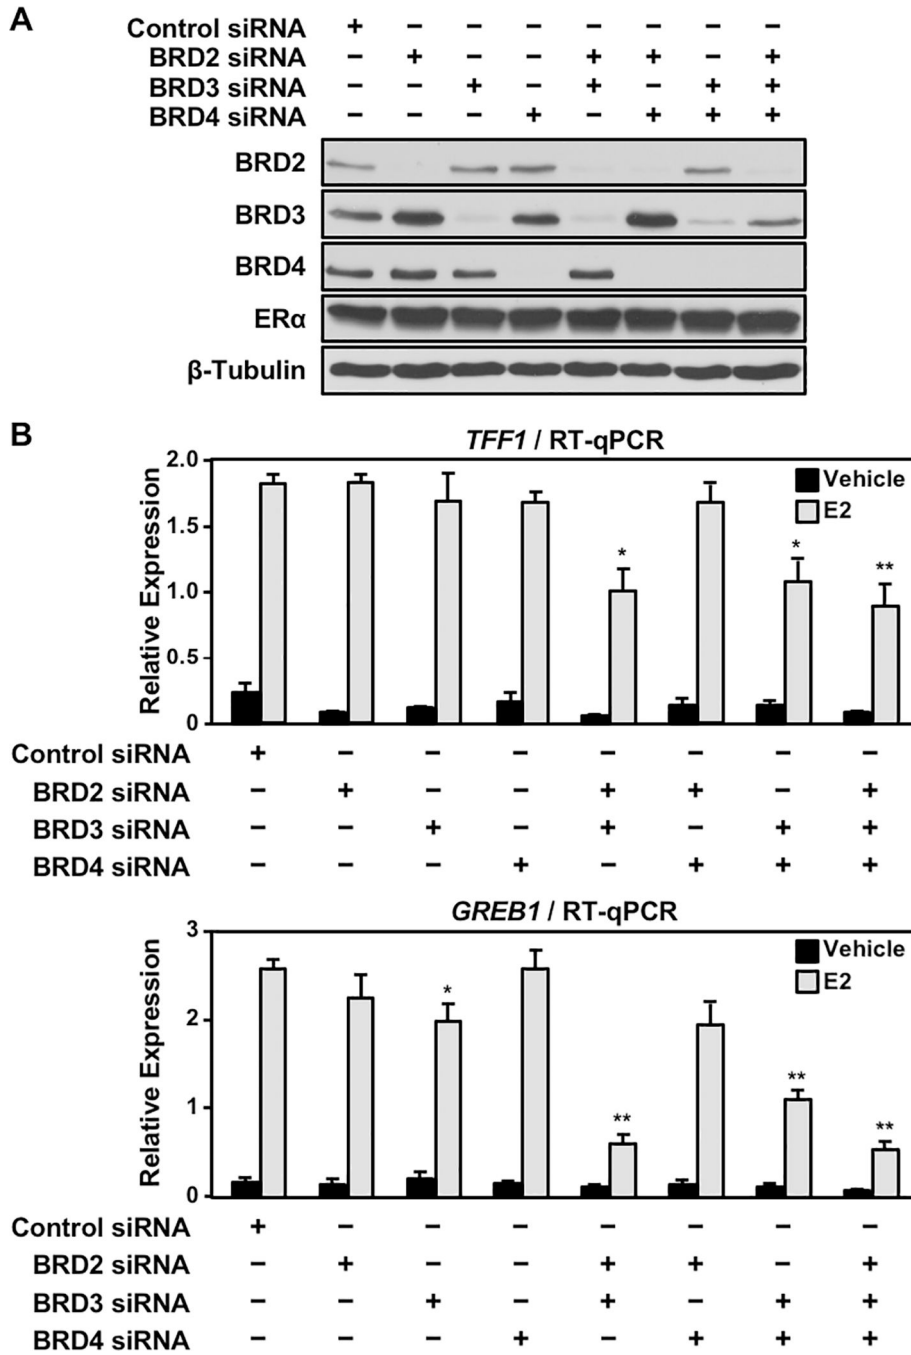 A
Control siRNA + − − − − − − −
BRD2 siRNA − + − − + + − +
BRD3 siRNA − − + − + − + +
BRD4 siRNA − − − + − + + +
BRD2
BRD3
BRD4
ERα
β-Tubulin
B
TFF1 / RT-qPCR
Relative Expression
2.0
1.5
1.0
0.5
0
Vehicle
E2
* * **
Control siRNA + − − − − − − −
BRD2 siRNA − + − − + + − +
BRD3 siRNA − − + − + − + +
BRD4 siRNA − − − + − + + +
GREB1 / RT-qPCR
Relative Expression
3
2
1
0
Vehicle
E2
* ** ** **
Control siRNA + − − − − − − −
BRD2 siRNA − + − − + + − +
BRD3 siRNA − − + − + − + +
BRD4 siRNA − − − + − + + +